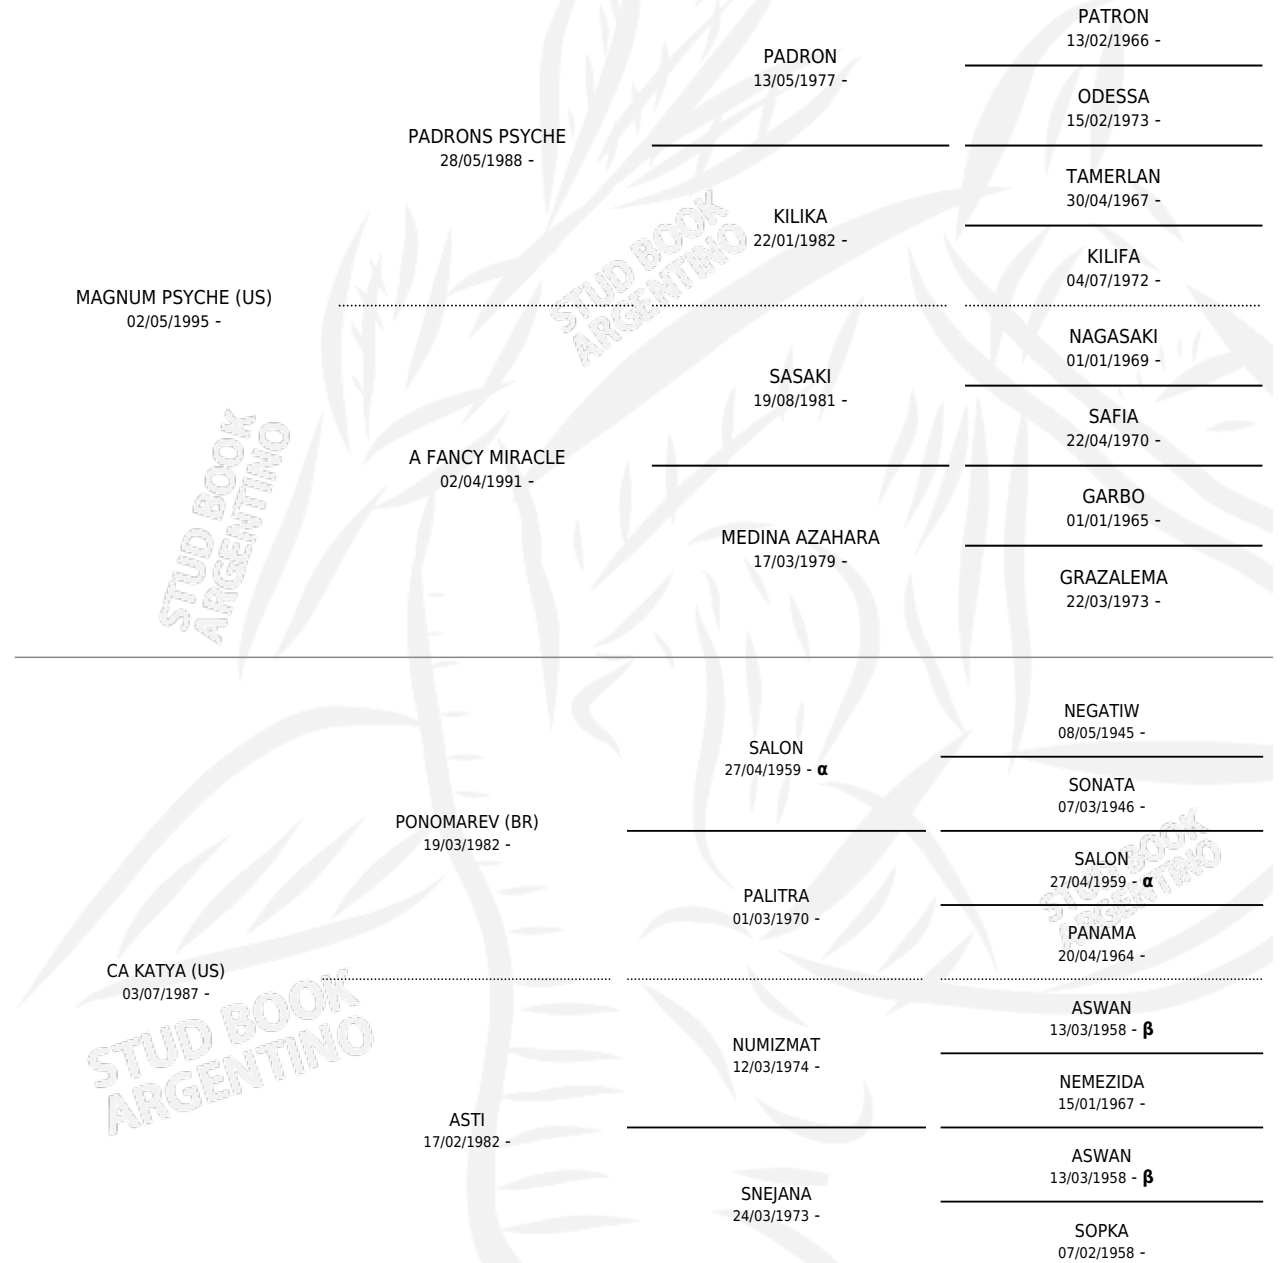 PATRON
13/02/1966 -
PADRON
13/05/1977 -
ODESSA
15/02/1973 -
PADRONS PSYCHE
28/05/1988 -
TAMERLAN
30/04/1967 -
KILIKA
22/01/1982 -
KILIFA
04/07/1972 -
MAGNUM PSYCHE (US)
02/05/1995 -
NAGASAKI
01/01/1969 -
SASAKI
19/08/1981 -
SAFIA
22/04/1970 -
A FANCY MIRACLE
02/04/1991 -
GARBO
01/01/1965 -
MEDINA AZAHARA
17/03/1979 -
GRAZALEMA
22/03/1973 -
NEGATIW
08/05/1945 -
SALON
27/04/1959 - α
SONATA
07/03/1946 -
PONOMAREV (BR)
19/03/1982 -
SALON
27/04/1959 - α
PALITRA
01/03/1970 -
PANAMA
20/04/1964 -
CA KATYA (US)
03/07/1987 -
ASWAN
13/03/1958 - β
NUMIZMAT
12/03/1974 -
NEMEZIDA
15/01/1967 -
ASTI
17/02/1982 -
ASWAN
13/03/1958 - β
SNEJANA
24/03/1973 -
SOPKA
07/02/1958 -
STUD BOOK
ARGENTINO
STUD BOOK
ARGENTINO
STUD BOOK
ARGENTINO
STUD BOOK
ARGENTINO